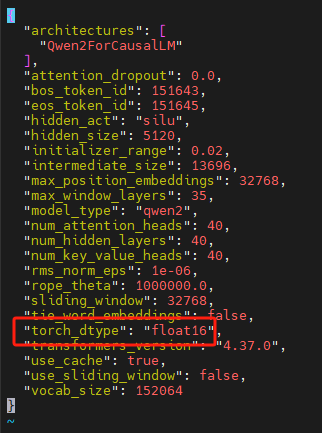 {
"architectures": [
"Qwen2ForCausalLM"
],
"attention_dropout": 0.0,
"bos_token_id": 151643,
"eos_token_id": 151645,
"hidden_act": "silu",
"hidden_size": 5120,
"initializer_range": 0.02,
"intermediate_size": 13696,
"max_position_embeddings": 32768,
"max_window_layers": 35,
"model_type": "qwen2",
"num_attention_heads": 40,
"num_hidden_layers": 40,
"num_key_value_heads": 40,
"rms_norm_eps": 1e-06,
"rope_theta": 1000000.0,
"sliding_window": 32768,
"tie_word_embeddings": false,
"torch_dtype": "float16",
"transformers_version": "4.37.0",
"use_cache": true,
"use_sliding_window": false,
"vocab_size": 152064
}
~